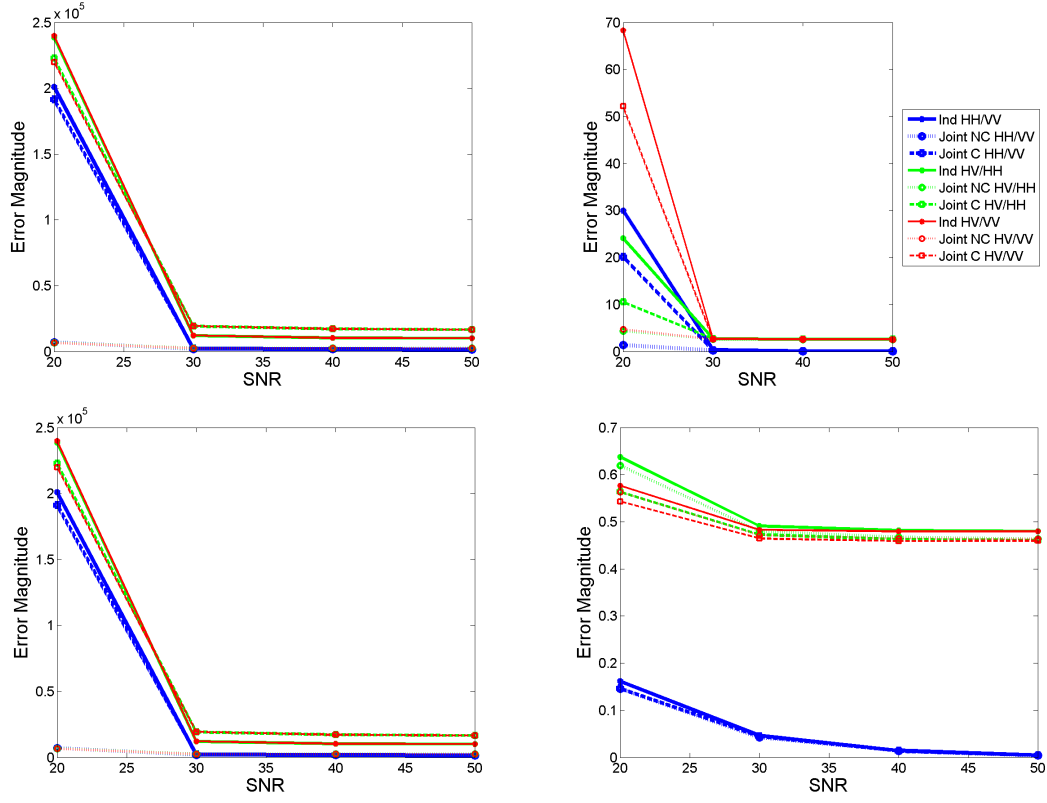 x 10^5
2.5
2
1.5
1
0.5
0
20 25 30 35 40 45 50
SNR
Error Magnitude
70
60
50
40
30
20
10
0
20 25 30 35 40 45 50
SNR
Error Magnitude
Ind HH/VV
Joint NC HH/VV
Joint C HH/VV
Ind HV/HH
Joint NC HV/HH
Joint C HV/HH
Ind HV/VV
Joint NC HV/VV
Joint C HV/VV
x 10^5
2.5
2
1.5
1
0.5
0
20 25 30 35 40 45 50
SNR
Error Magnitude
0.7
0.6
0.5
0.4
0.3
0.2
0.1
0
20 25 30 35 40 45 50
SNR
Error Magnitude